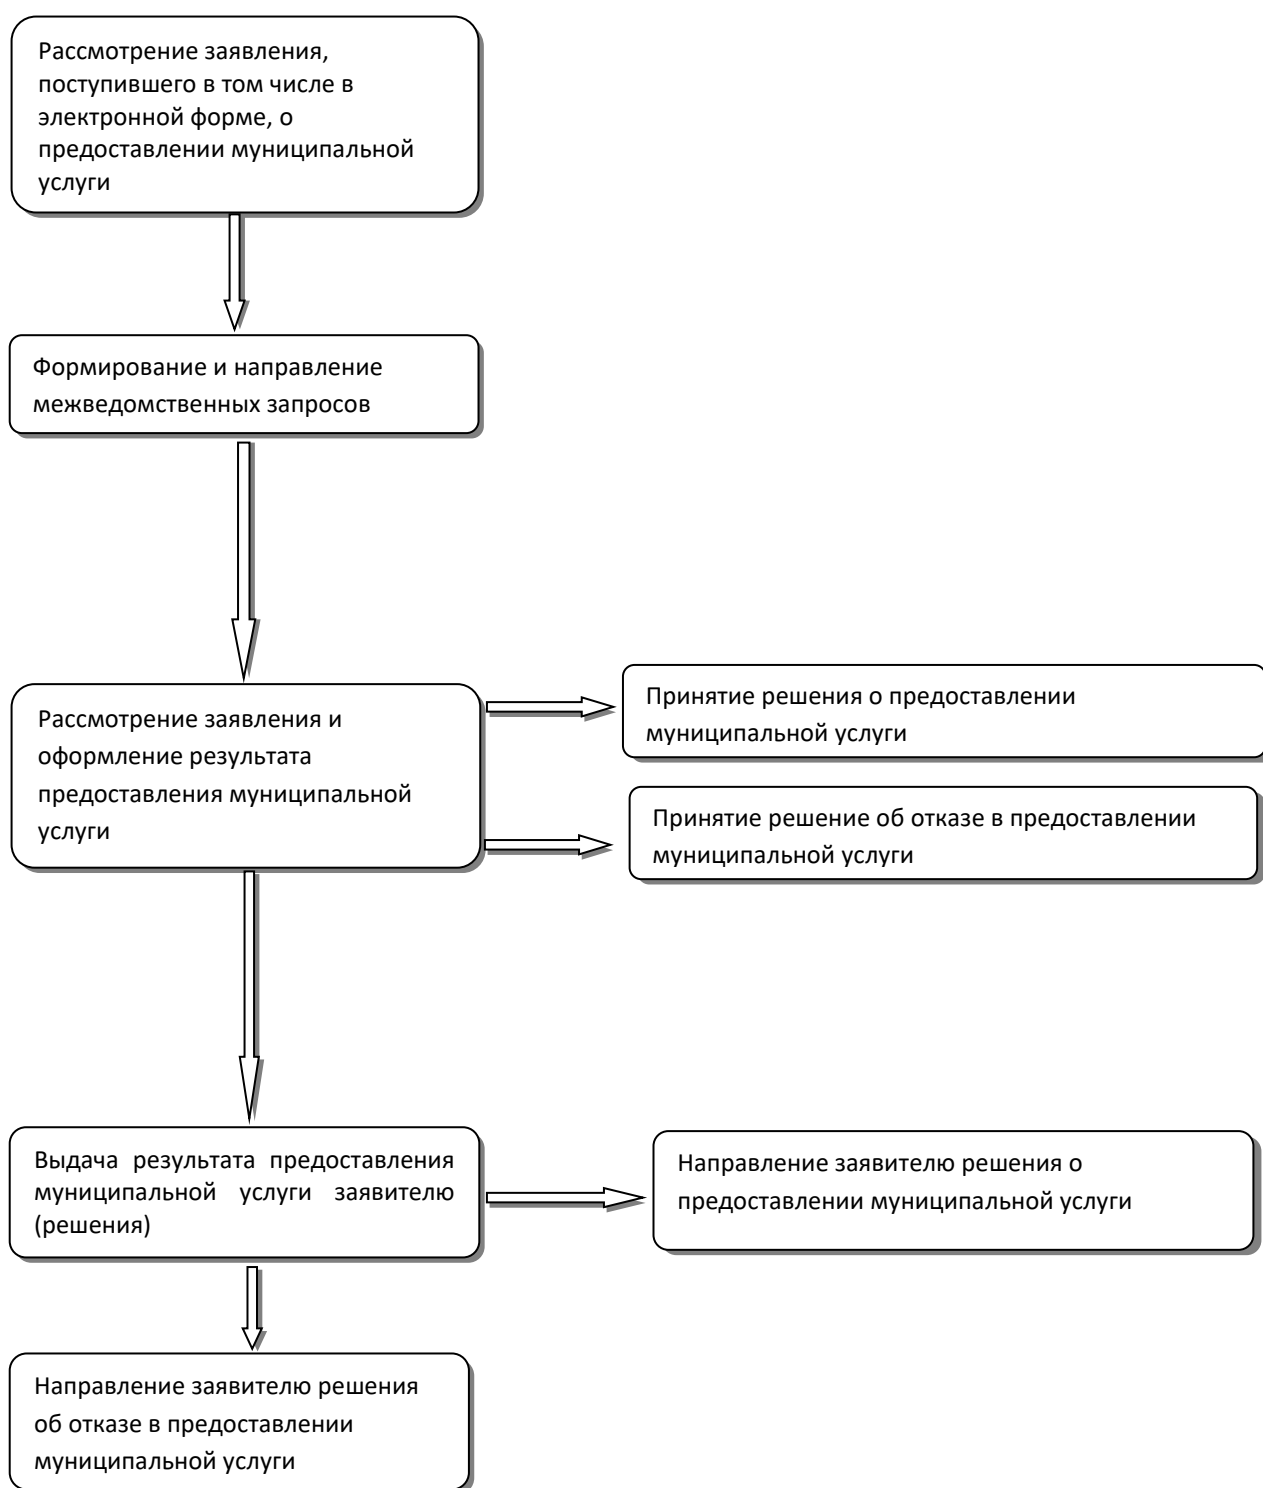 Рассмотрение заявления,
поступившего в том числе в
электронной форме, о
предоставлении муниципальной
услуги
Формирование и направление
межведомственных запросов
Рассмотрение заявления и
оформление результата
предоставления муниципальной
услуги
Принятие решения о предоставлении
муниципальной услуги
Принятие решение об отказе в предоставлении
муниципальной услуги
Выдача результата предоставления
муниципальной услуги заявителю
(решения)
Направление заявителю решения о
предоставлении муниципальной услуги
Направление заявителю решения
об отказе в предоставлении
муниципальной услуги